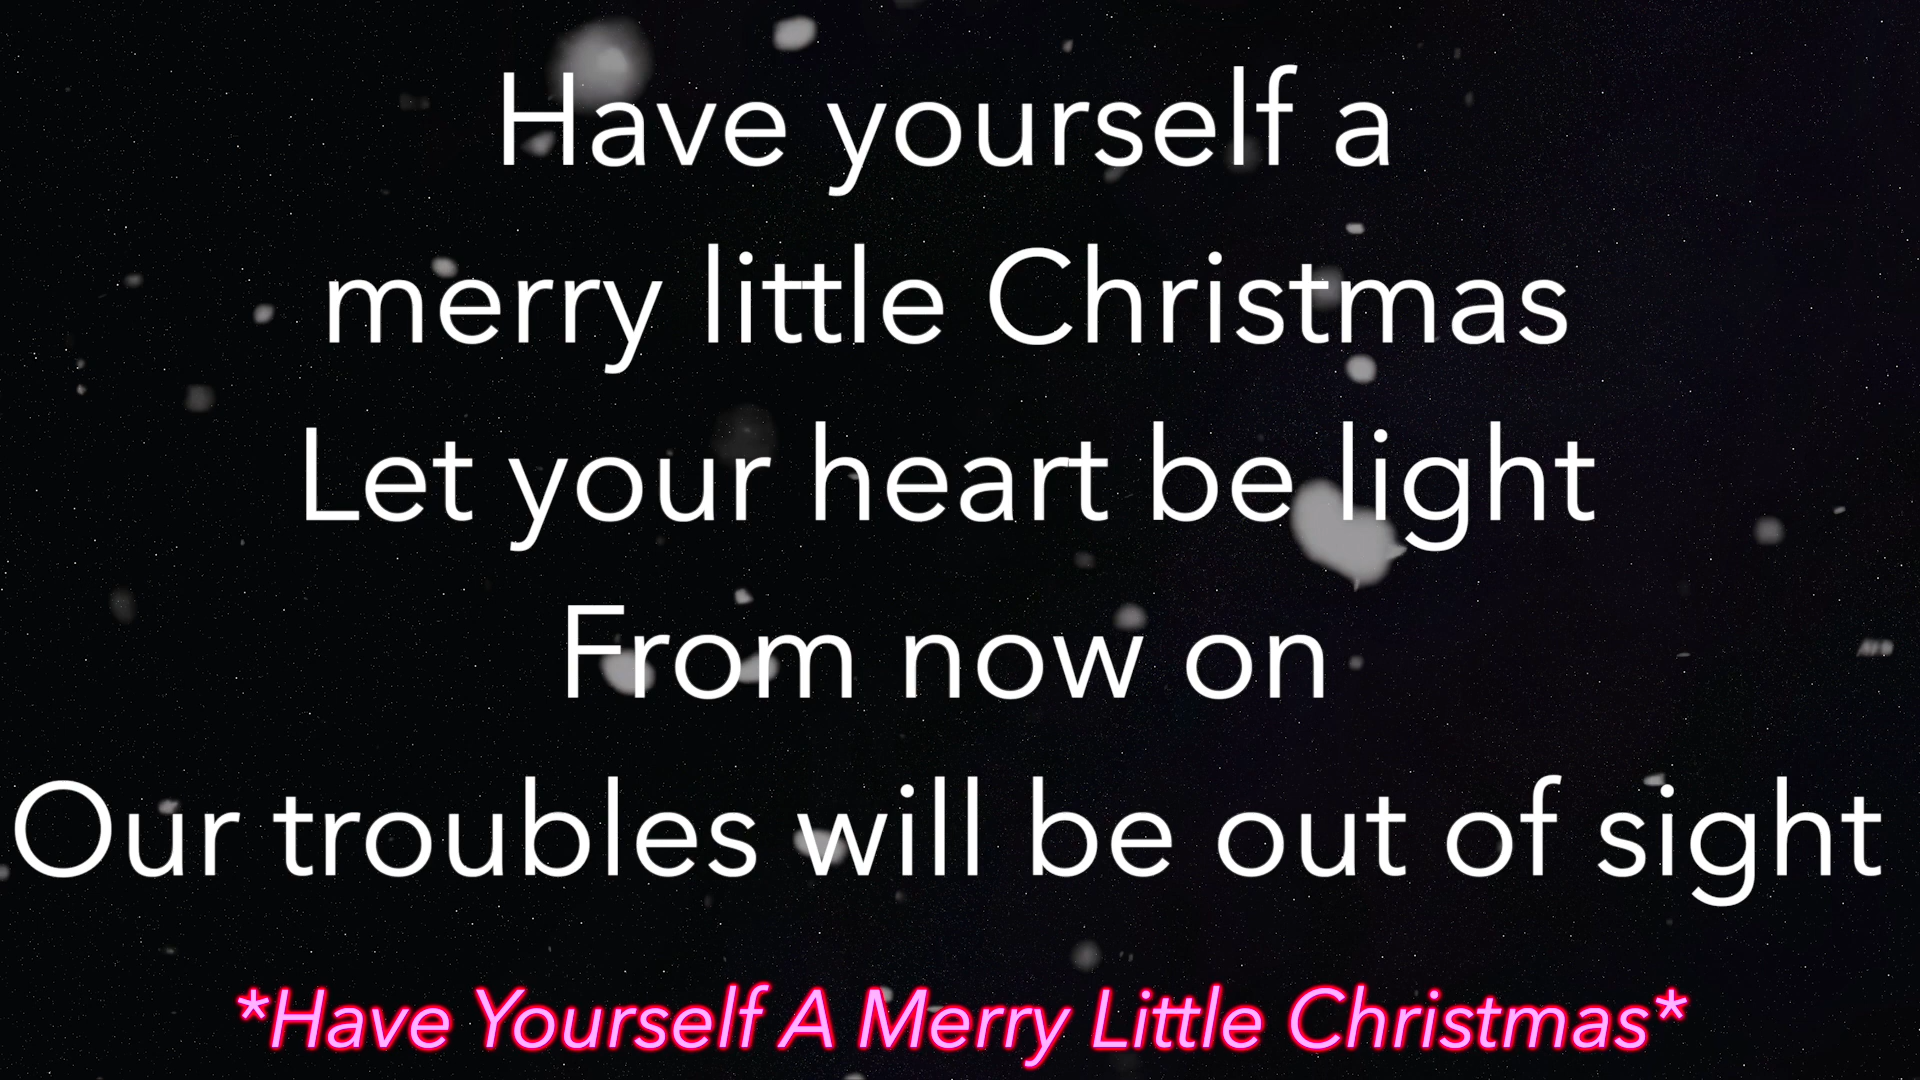 Have yourself a
merry little Christmas
Let your heart be light
From now on
Our troubles will be out of sight
*Have Yourself A Merry Little Christmas*